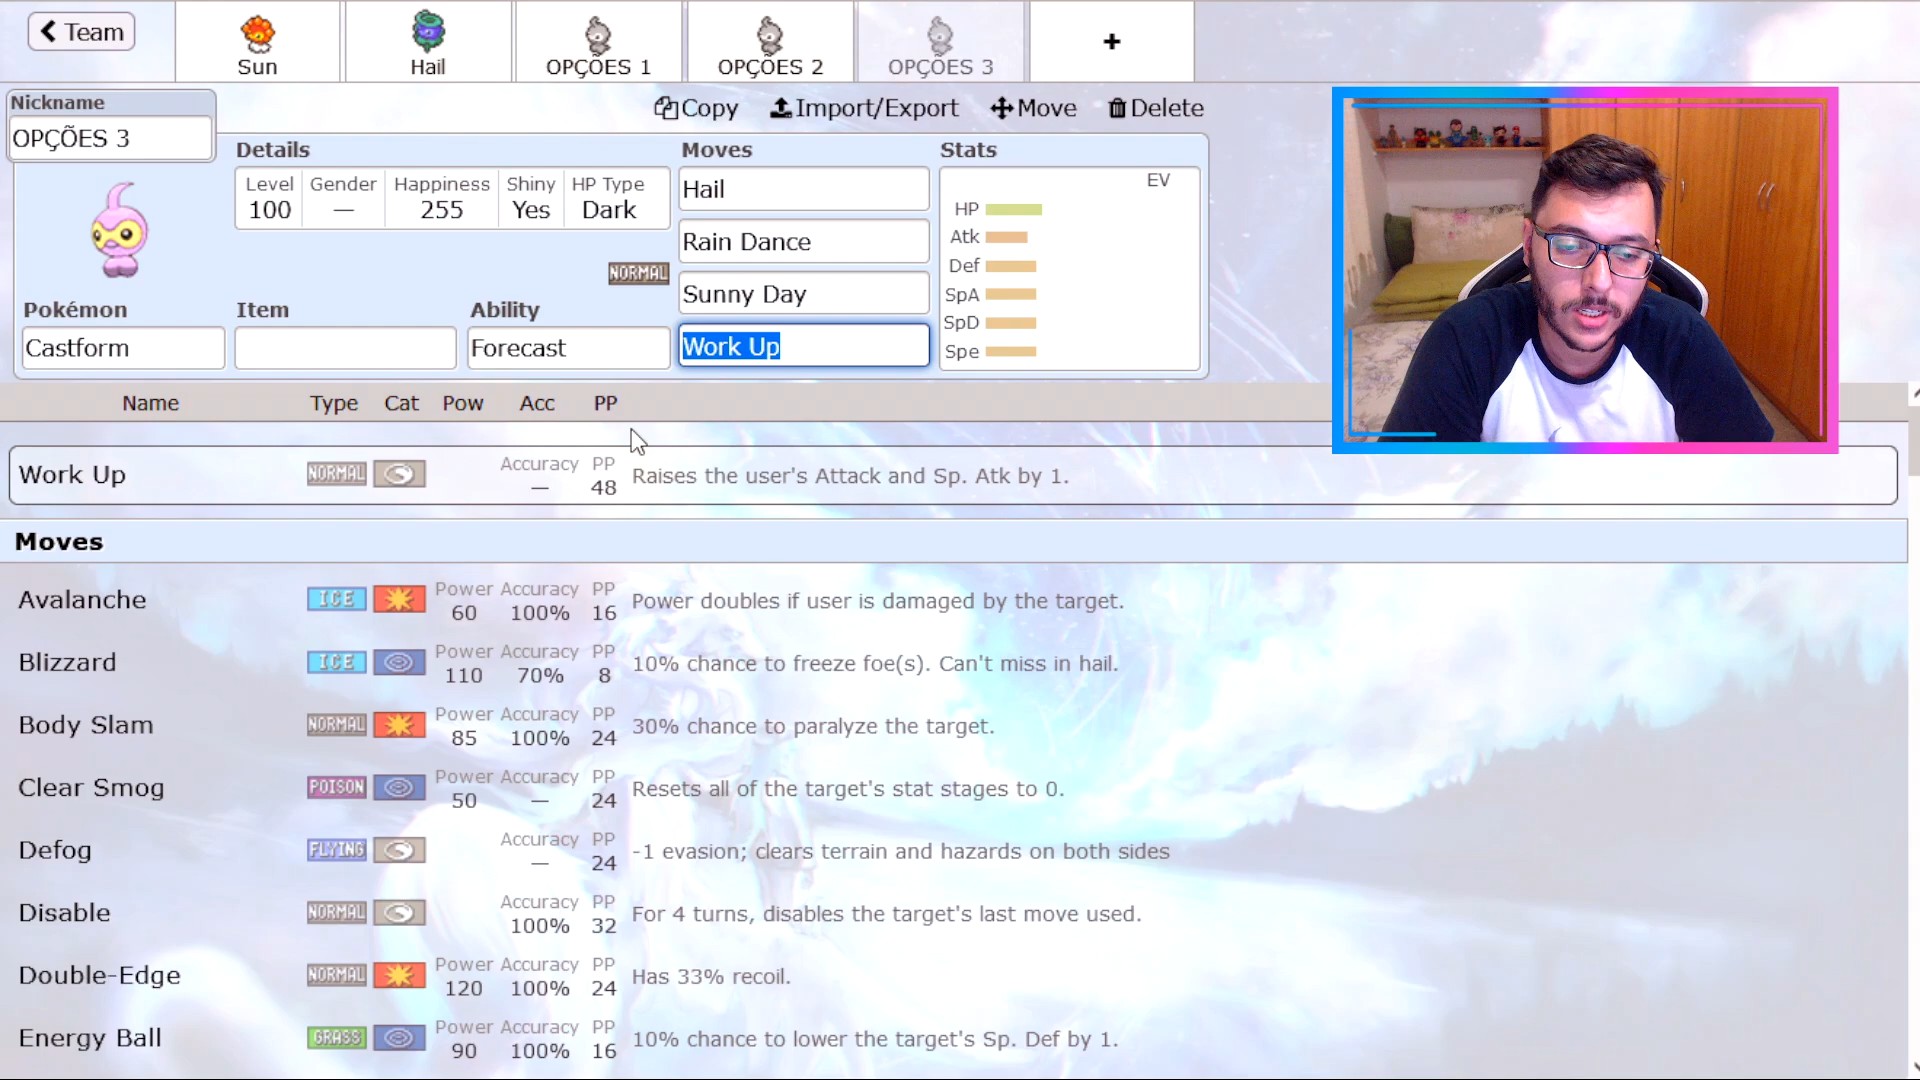 Team
Sun
Hail
OPÇÕES 1
OPÇÕES 2
OPÇÕES 3
+
Nickname
OPÇÕES 3
Copy
Import/Export
Move
Delete
Details
Moves
Stats
Level
Gender
Happiness
Shiny
HP Type
100
—
255
Yes
Dark
NORMAL
Hail
Rain Dance
Sunny Day
Work Up
EV
HP
Atk
Def
SpA
SpD
Spe
Pokémon
Item
Ability
Castform
Forecast
Name Type Cat Pow Acc PP
Work Up NORMAL Accuracy — PP 48 Raises the user's Attack and Sp. Atk by 1.
Moves
Avalanche ICE Power 60 Accuracy 100% PP 16 Power doubles if user is damaged by the target.
Blizzard ICE Power 110 Accuracy 70% PP 8 10% chance to freeze foe(s). Can't miss in hail.
Body Slam NORMAL Power 85 Accuracy 100% PP 24 30% chance to paralyze the target.
Clear Smog POISON Power 50 Accuracy — PP 24 Resets all of the target's stat stages to 0.
Defog FLYING Accuracy — PP 24 -1 evasion; clears terrain and hazards on both sides
Disable NORMAL Accuracy 100% PP 32 For 4 turns, disables the target's last move used.
Double-Edge NORMAL Power 120 Accuracy 100% PP 24 Has 33% recoil.
Energy Ball GRASS Power 90 Accuracy 100% PP 16 10% chance to lower the target's Sp. Def by 1.